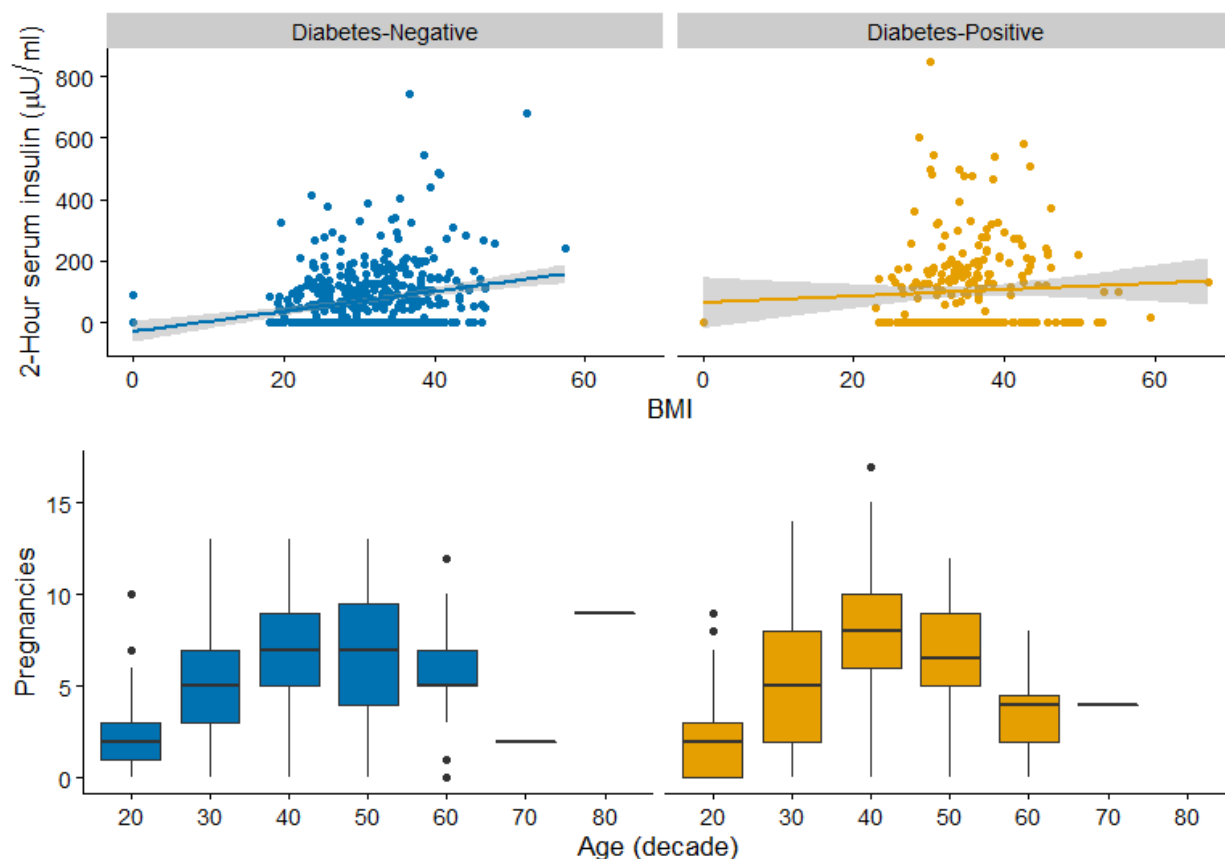 Diabetes-Negative Diabetes-Positive
2-Hour serum insulin (μU/ml)
800
600
400
200
0
0 20 40 60 0 20 40 60
BMI
Pregnancies
15
10
5
0
20 30 40 50 60 70 80 20 30 40 50 60 70 80
Age (decade)